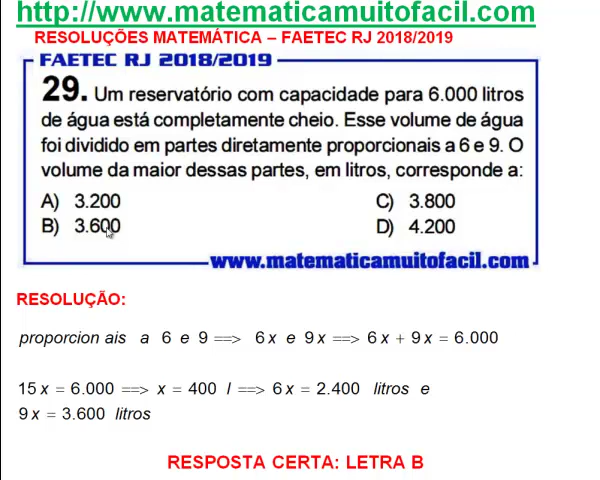 http://www.matematicamuitofacil.com
RESOLUÇÕES MATEMÁTICA – FAETEC RJ 2018/2019
FAETEC RJ 2018/2019
29. Um reservatório com capacidade para 6.000 litros
de água está completamente cheio. Esse volume de água
foi dividido em partes diretamente proporcionais a 6 e 9. O
volume da maior dessas partes, em litros, corresponde a:
A) 3.200 C) 3.800
B) 3.600 D) 4.200
www.matematicamuitofacil.com
RESOLUÇÃO:
proporcion ais a 6 e 9 ==> 6x e 9x ==> 6x + 9x = 6.000
15x = 6.000 ==> x = 400 l ==> 6x = 2.400 litros e
9x = 3.600 litros
RESPOSTA CERTA: LETRA B